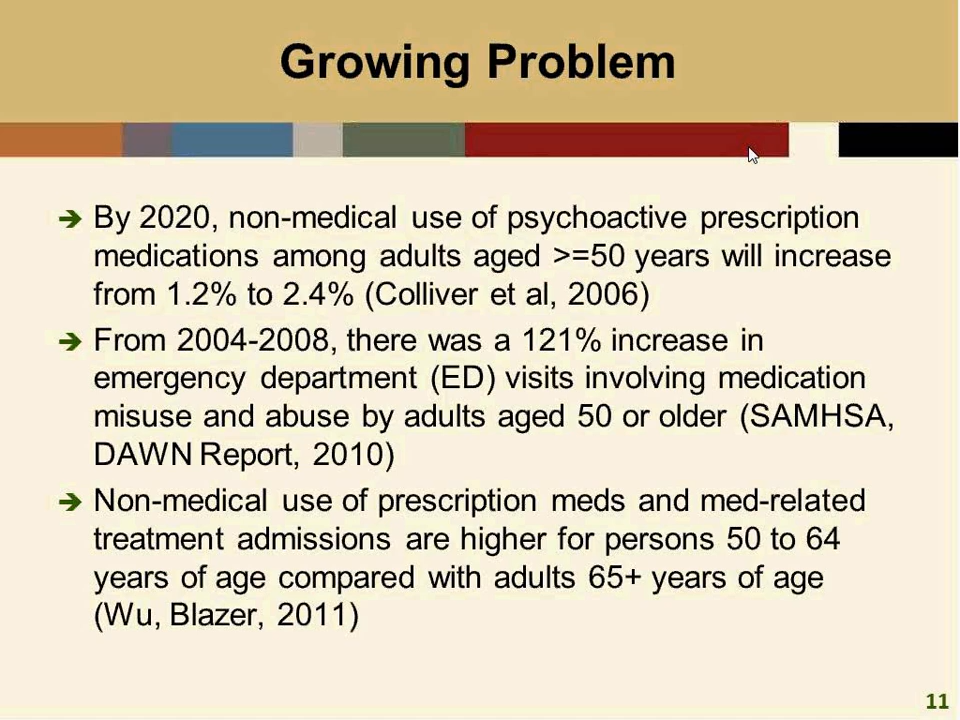 Growing Problem
By 2020, non-medical use of psychoactive prescription
medications among adults aged >=50 years will increase
from 1.2% to 2.4% (Colliver et al, 2006)
From 2004-2008, there was a 121% increase in
emergency department (ED) visits involving medication
misuse and abuse by adults aged 50 or older (SAMHSA,
DAWN Report, 2010)
Non-medical use of prescription meds and med-related
treatment admissions are higher for persons 50 to 64
years of age compared with adults 65+ years of age
(Wu, Blazer, 2011)
11